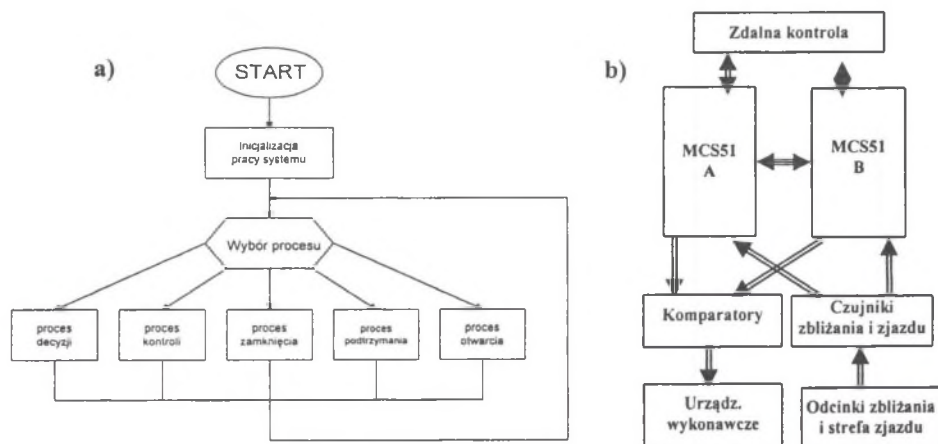 a)
START
Inicjalizacja
pracy systemu
Wybór procesu
proces
decyzji
proces
kontroli
proces
zamknięcia
proces
podtrzymania
proces
otwarcia
b)
Zdalna kontrola
MCS51
A
MCS51
B
Komparatory
Czujniki
zbliżania i zjazdu
Urządz.
wykonawcze
Odcinki zbliżania
i strefa zjazdu